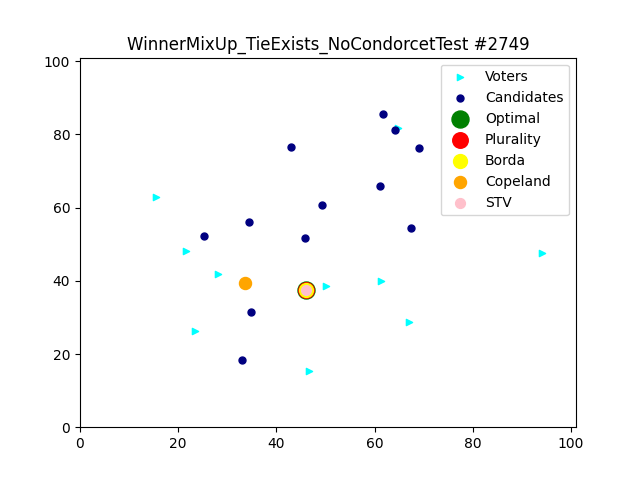 WinnerMixUp_TieExists_NoCondorcetTest #2749
100
80
60
40
20
0
0
20
40
60
80
100
Voters
Candidates
Optimal
Plurality
Borda
Copeland
STV